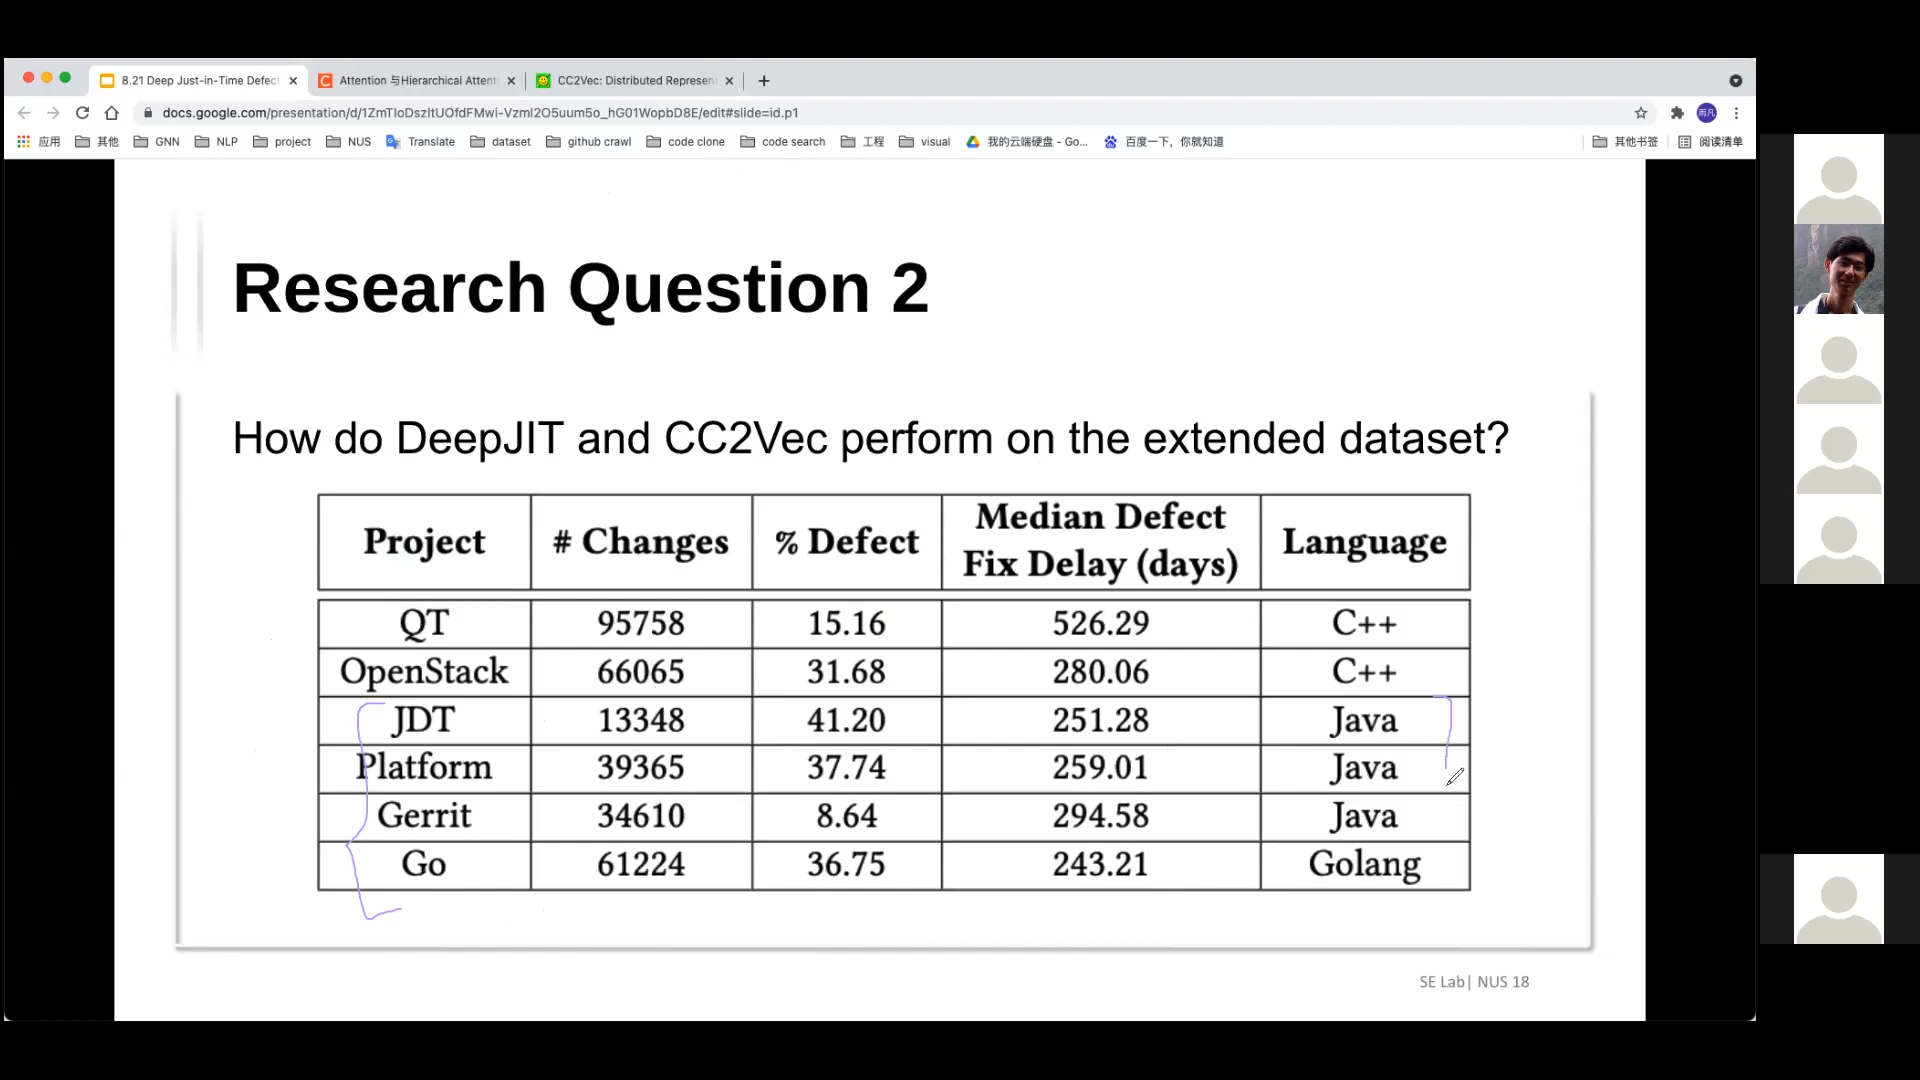 8.21 Deep Just-in-Time Defect
Attention 与Hierarchical Attent
CC2Vec: Distributed Represen
docs.google.com/presentation/d/1ZmTIoDszItUOfdFMwi-Vzml2O5uum5o_hG01WopbD8E/edit#slide=id.p1
雨凡
应用 其他 GNN NLP project NUS Translate dataset github crawl code clone code search 工程 visual 我的云端硬盘 - Go... 百度一下，你就知道 其他书签 阅读清单
Research Question 2
How do DeepJIT and CC2Vec perform on the extended dataset?
Project # Changes % Defect Median Defect Fix Delay (days) Language
QT 95758 15.16 526.29 C++
OpenStack 66065 31.68 280.06 C++
JDT 13348 41.20 251.28 Java
Platform 39365 37.74 259.01 Java
Gerrit 34610 8.64 294.58 Java
Go 61224 36.75 243.21 Golang
SE Lab| NUS 18